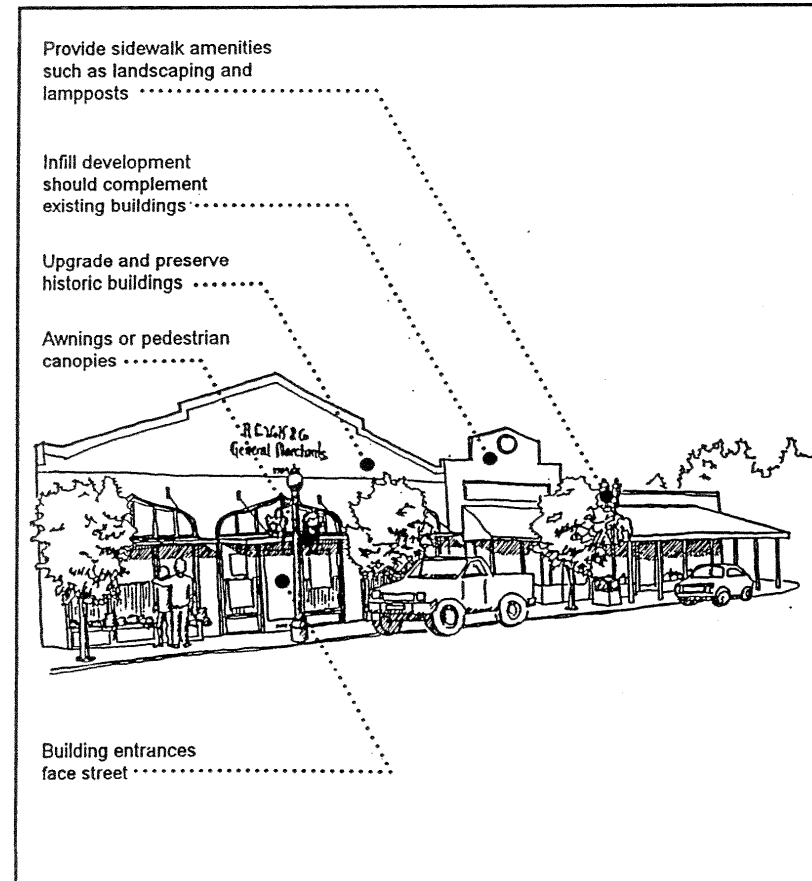 Provide sidewalk amenities
such as landscaping and
lampposts
Infill development
should complement
existing buildings
Upgrade and preserve
historic buildings
Awnings or pedestrian
canopies
General Merchants
Building entrances
face street